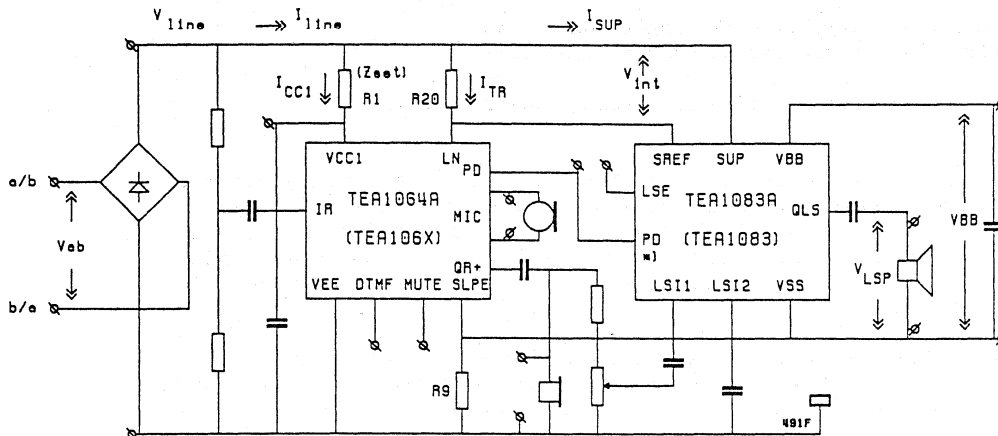 V line
I line
I SUP
I CC1
(Zset)
R1
R20
I TR
V int
VCC1
LN
PD
TEA1064A
IR
MIC
(TEA106X)
QR+
VEE
DTMF
MUTE
SLPE
SREF
SUP
VBB
LSE
TEA1083A
QLS
PD
(TEA1083)
*)
LSI1
LSI2
VSS
V LSP
VBB
a/b
Vab
b/a
R9
491F